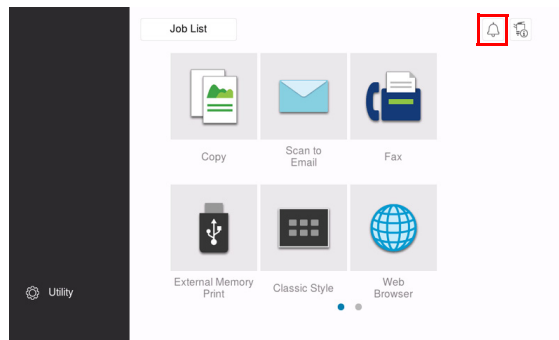 Job List
Copy
Scan to
Email
Fax
External Memory
Print
Classic Style
Web
Browser
Utility